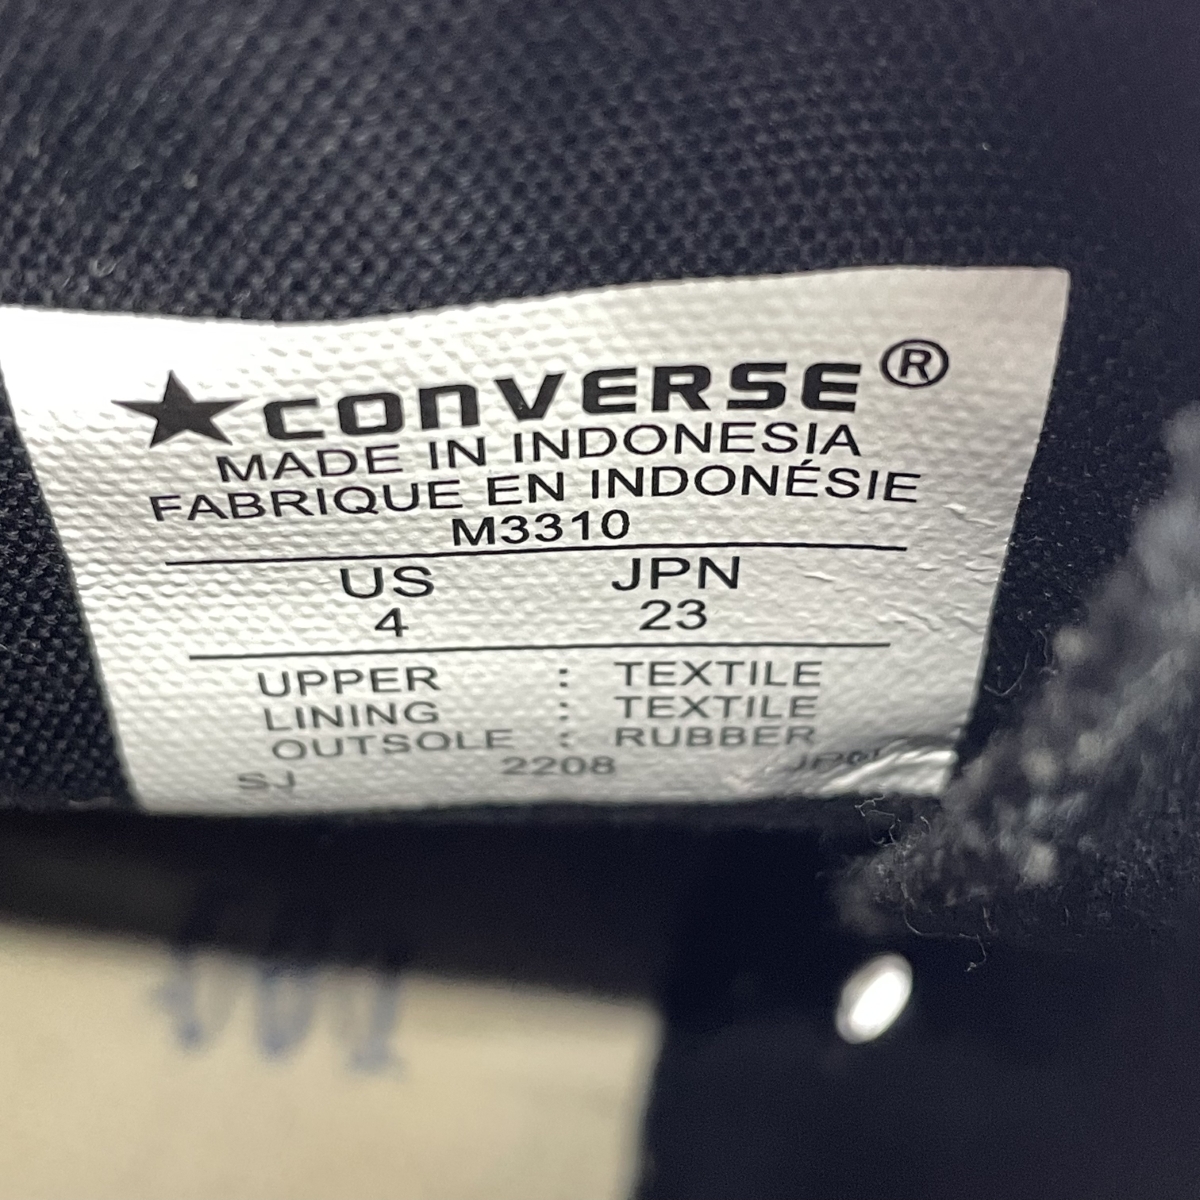 ★CONVERSE®
MADE IN INDONESIA
FABRIQUE EN INDONÉSIE
M3310
US JPN
4 23
UPPER : TEXTILE
LINING : TEXTILE
OUTSOLE : RUBBER
SJ 2208